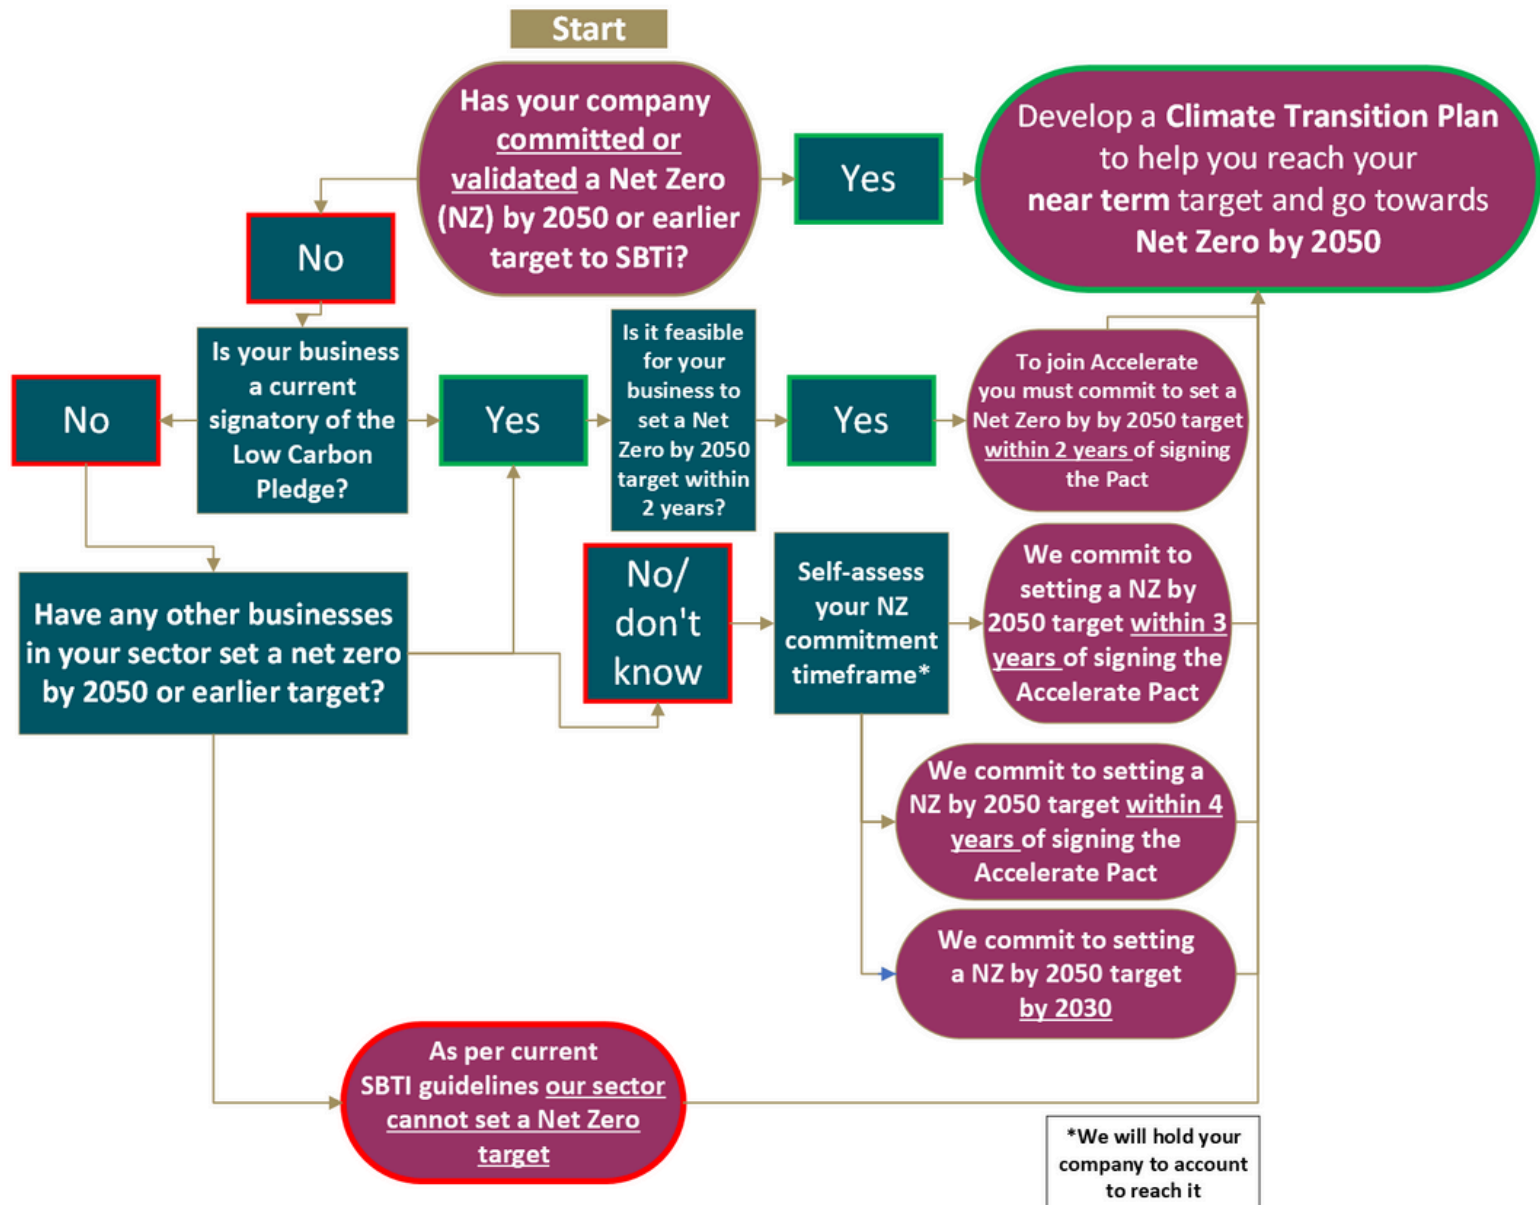 Start
Has your company
committed or
validated a Net Zero
(NZ) by 2050 or earlier
target to SBTi?
Yes
Develop a Climate Transition Plan
to help you reach your
near term target and go towards
Net Zero by 2050
No
Is your business
a current
signatory of the
Low Carbon
Pledge?
No
Yes
Is it feasible
for your
business to
set a Net
Zero by 2050
target within
2 years?
Yes
To join Accelerate
you must commit to set a
Net Zero by by 2050 target
within 2 years of signing
the Pact
Have any other businesses
in your sector set a net zero
by 2050 or earlier target?
No/
don't
know
Self-assess
your NZ
commitment
timeframe*
We commit to
setting a NZ by
2050 target within 3
years of signing the
Accelerate Pact
We commit to setting a
NZ by 2050 target within 4
years of signing the
Accelerate Pact
We commit to setting
a NZ by 2050 target
by 2030
As per current
SBTI guidelines our sector
cannot set a Net Zero
target
*We will hold your
company to account
to reach it